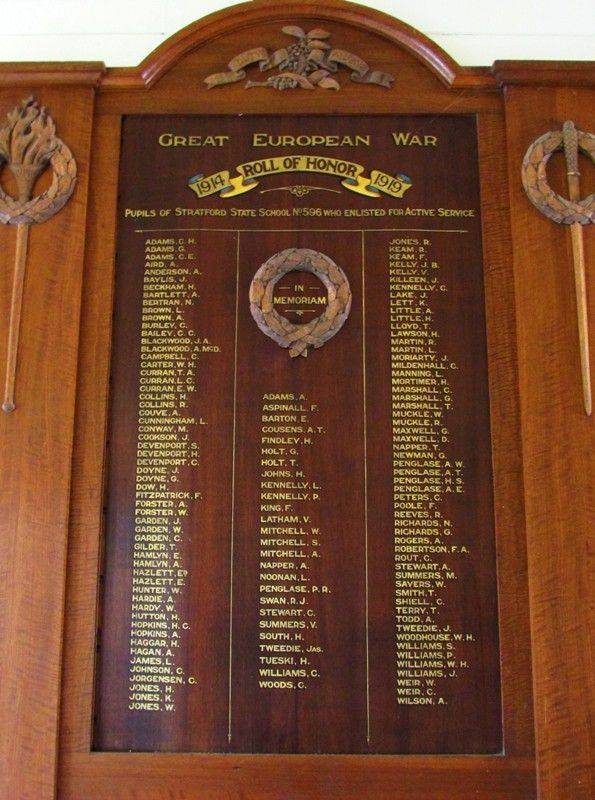 GREAT EUROPEAN WAR
1914 ROLL OF HONOR 1919
PUPILS OF STRATFORD STATE SCHOOL No 596 WHO ENLISTED FOR ACTIVE SERVICE
ADAMS, C. H.
ADAMS, G.
ADAMS, C. E.
AIRD, A.
ANDERSON, A.
BAYLIS, J.
BECKHAM, H.
BARTLETT, A.
BERTRAN, N.
BROWN, L.
BROWN, A.
BURLEY, C.
BAILEY, C. C.
BLACKWOOD, J. A.
BLACKWOOD, A. McD.
CAMPBELL, C.
CARTER, W. H.
CURRAN, T. A.
CURRAN, L. C.
CURRAN, E. W.
COLLINS, H.
COLLINS, R.
COUVE, A.
CUNNINGHAM, L.
CONWAY, M.
COOKSON, J.
DEVENPORT, S.
DEVENPORT, H.
DEVENPORT, C.
DOYNE, J.
DOYNE, G.
DOW, H.
FITZPATRICK, F.
FORSTER, A.
FORSTER, W.
GARDEN, J.
GARDEN, W.
GARDEN, C.
GILDER, T.
HAMLYN, E.
HAMLYN, A.
HAZLETT, ED
HAZLETT, E.
HUNTER, W.
HARDIE, A.
HARDY, W.
HUTTON, H.
HOPKINS, H. C.
HOPKINS, A.
HAGGAR, H.
HAGAN, A.
JAMES, L.
JOHNSON, C.
JORGENSEN, C.
JONES, H.
JONES, K.
JONES, W.
IN
MEMORIAM
ADAMS, A.
ASPINALL, F.
BARTON, E.
COUSENS, A. T.
FINDLEY, H.
HOLT, G.
HOLT, T.
JOHNS, H.
KENNELLY, L.
KENNELLY, P.
KING, F.
LATHAM, V.
MITCHELL, W.
MITCHELL, S.
MITCHELL, A.
NAPPER, A.
NOONAN, L.
PENGLASE, P. R.
SWAN, R. J.
STEWART, C.
SUMMERS, V.
SOUTH, H.
TWEEDIE, JAS.
TUESKI, H.
WILLIAMS, C.
WOODS, C.
JONES, R.
KEAM, B.
KEAM, F.
KELLY, J. B.
KELLY, V.
KILLEEN, J.
KENNELLY, C.
LAKE, J.
LETT, K.
LITTLE, A.
LITTLE, H.
LLOYD, T.
LAWSON, H.
MARTIN, R.
MARTIN, L.
MORIARTY, J.
MILDENHALL, C.
MANNING, L.
MORTIMER, H.
MARSHALL, C.
MARSHALL, G.
MARSHALL, T.
MUCKLE, W.
MUCKLE, R.
MAXWELL, G.
MAXWELL, D.
NAPPER, T.
NEWMAN, G.
PENGLASE, A. W.
PENGLASE, A. T.
PENGLASE, H. S.
PENGLASE, A. E.
PETERS, C.
POOLE, F.
REEVES, R.
RICHARDS, N.
RICHARDS, G.
ROGERS, A.
ROBERTSON, F. A.
ROUT, C.
STEWART, A.
SUMMERS, M.
SAYERS, W.
SMITH, T.
SHIELL, C.
TERRY, T.
TODD, A.
TWEEDIE, J.
WOODHOUSE, W. H.
WILLIAMS, S.
WILLIAMS, P.
WILLIAMS, W. H.
WILLIAMS, J.
WEIR, W.
WEIR, C.
WILSON, A.